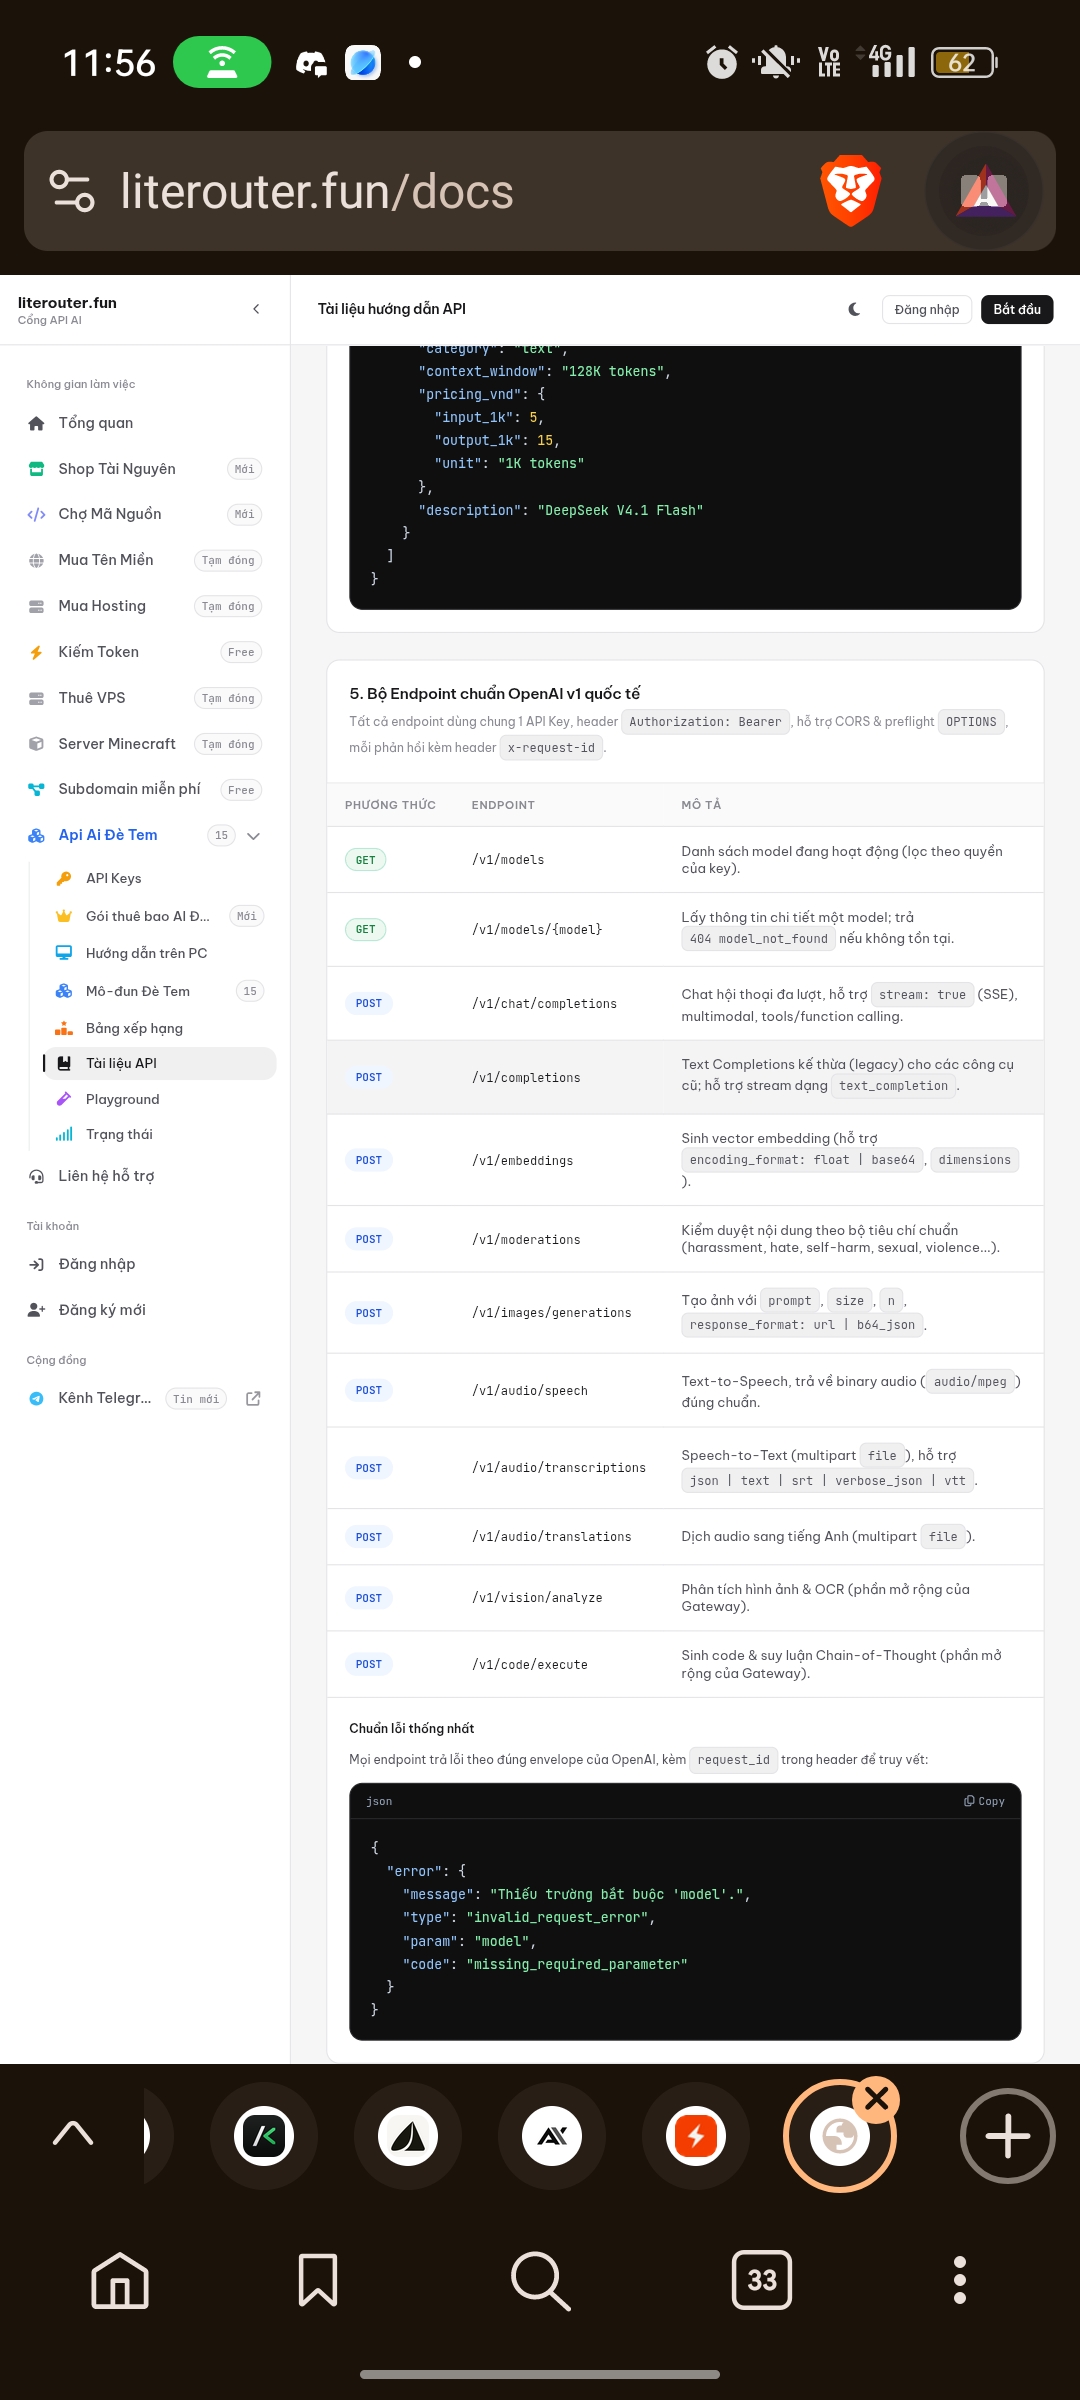 11:56
Vo LTE
4G
62
literouter.fun/docs
literouter.fun
Cổng API AI
Tài liệu hướng dẫn API
Đăng nhập
Bắt đầu
Không gian làm việc
Tổng quan
Shop Tài Nguyên
Mới
Chợ Mã Nguồn
Mới
Mua Tên Miền
Tạm đóng
Mua Hosting
Tạm đóng
Kiếm Token
Free
Thuê VPS
Tạm đóng
Server Minecraft
Tạm đóng
Subdomain miễn phí
Free
Api Ai Đè Tem
15
API Keys
Gói thuê bao AI Đ...
Mới
Hướng dẫn trên PC
Mô-đun Đè Tem
15
Bảng xếp hạng
Tài liệu API
Playground
Trạng thái
Liên hệ hỗ trợ
Tài khoản
Đăng nhập
Đăng ký mới
Cộng đồng
Kênh Telegr...
Tin mới
"category": "text",
"context_window": "128K tokens",
"pricing_vnd": {
"input_1k": 5,
"output_1k": 15,
"unit": "1K tokens"
},
"description": "DeepSeek V4.1 Flash"
}
]
}
5. Bộ Endpoint chuẩn OpenAI v1 quốc tế
Tất cả endpoint dùng chung 1 API Key, header Authorization: Bearer, hỗ trợ CORS & preflight OPTIONS,
mỗi phản hồi kèm header x-request-id.
PHƯƠNG THỨC ENDPOINT MÔ TẢ
GET /v1/models Danh sách model đang hoạt động (lọc theo quyền
của key).
GET /v1/models/{model} Lấy thông tin chi tiết một model; trả
404 model_not_found nếu không tồn tại.
POST /v1/chat/completions Chat hội thoại đa lượt, hỗ trợ stream: true (SSE),
multimodal, tools/function calling.
POST /v1/completions Text Completions kế thừa (legacy) cho các công cụ
cũ; hỗ trợ stream dạng text_completion.
POST /v1/embeddings Sinh vector embedding (hỗ trợ
encoding_format: float | base64, dimensions
).
POST /v1/moderations Kiểm duyệt nội dung theo bộ tiêu chí chuẩn
(harassment, hate, self-harm, sexual, violence...).
POST /v1/images/generations Tạo ảnh với prompt, size, n,
response_format: url | b64_json.
POST /v1/audio/speech Text-to-Speech, trả về binary audio (audio/mpeg)
đúng chuẩn.
POST /v1/audio/transcriptions Speech-to-Text (multipart file), hỗ trợ
json | text | srt | verbose_json | vtt.
POST /v1/audio/translations Dịch audio sang tiếng Anh (multipart file).
POST /v1/vision/analyze Phân tích hình ảnh & OCR (phần mở rộng của
Gateway).
POST /v1/code/execute Sinh code & suy luận Chain-of-Thought (phần mở
rộng của Gateway).
Chuẩn lỗi thống nhất
Mọi endpoint trả lỗi theo đúng envelope của OpenAI, kèm request_id trong header để truy vết:
json
Copy
{
"error": {
"message": "Thiếu trường bắt buộc 'model'.",
"type": "invalid_request_error",
"param": "model",
"code": "missing_required_parameter"
}
}
33